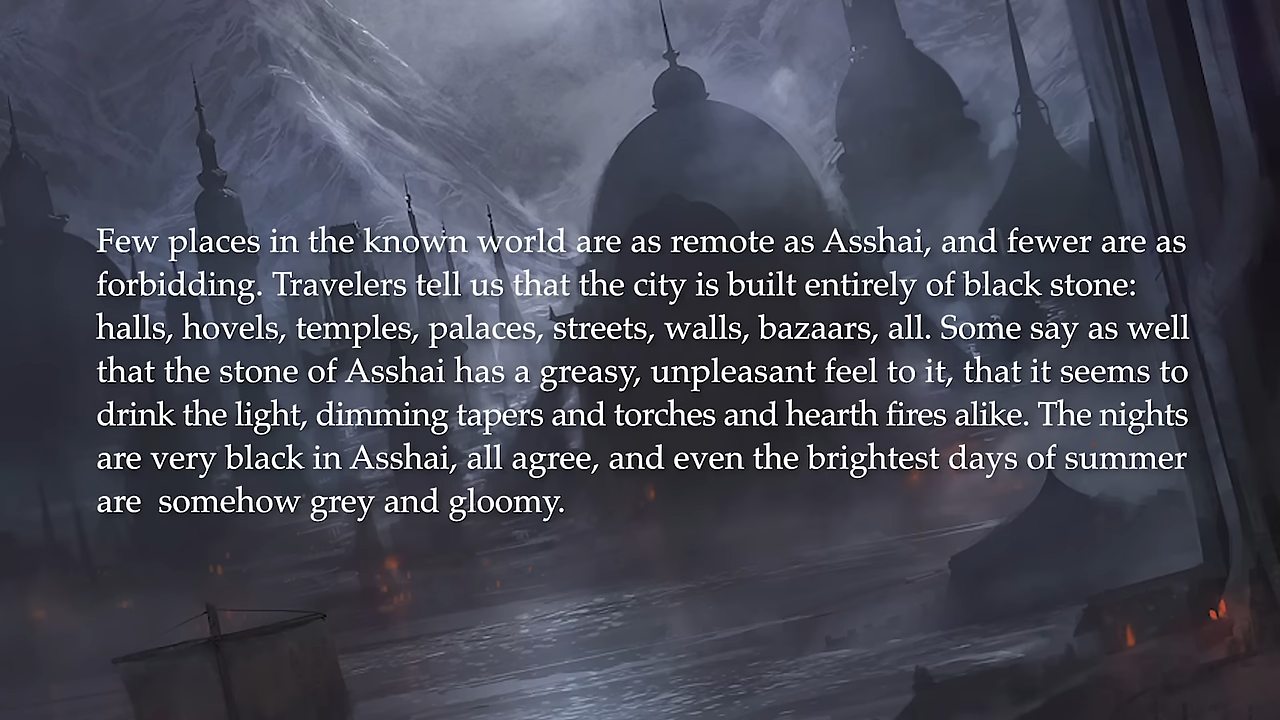 Few places in the known world are as remote as Asshai, and fewer are as
forbidding. Travelers tell us that the city is built entirely of black stone:
halls, hovels, temples, palaces, streets, walls, bazaars, all. Some say as well
that the stone of Asshai has a greasy, unpleasant feel to it, that it seems to
drink the light, dimming tapers and torches and hearth fires alike. The nights
are very black in Asshai, all agree, and even the brightest days of summer
are  somehow grey and gloomy.